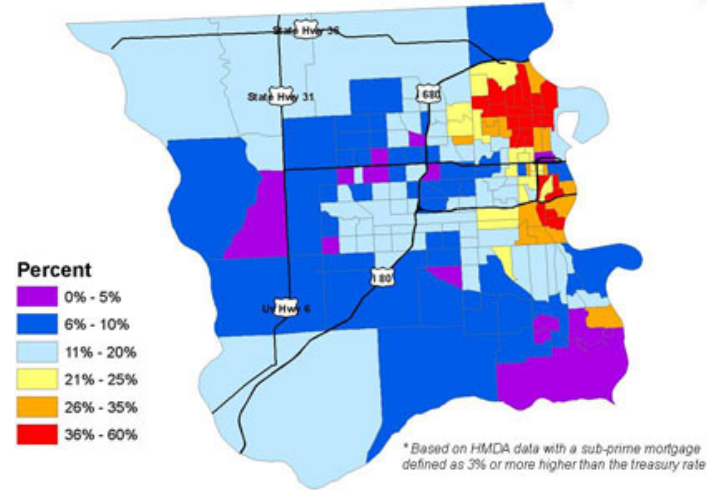 State Hwy 36
State Hwy 31
I 680
I 80
Us Hwy 6
Percent
0% - 5%
6% - 10%
11% - 20%
21% - 25%
26% - 35%
36% - 60%
* Based on HMDA data with a sub-prime mortgage
defined as 3% or more higher than the treasury rate